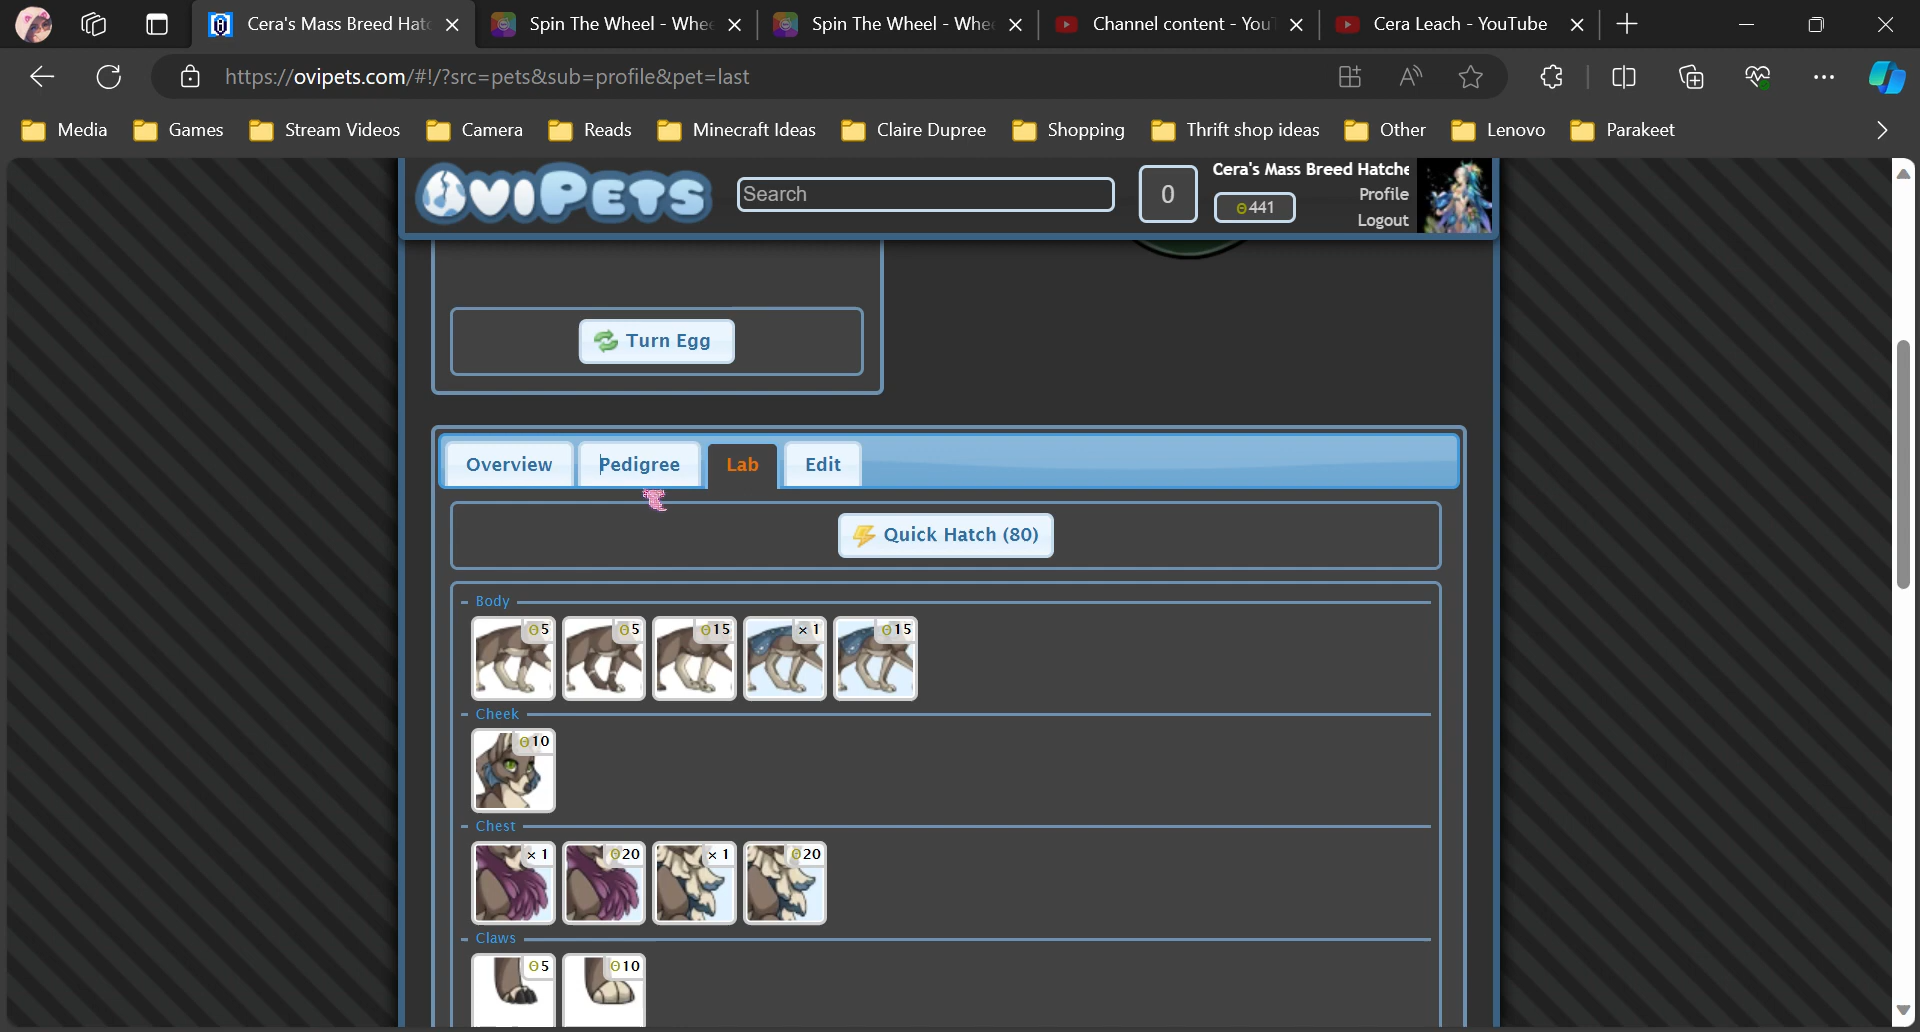 Cera's Mass Breed Hatc
Spin The Wheel - Whee
Spin The Wheel - Whe
Channel content - YouT
Cera Leach - YouTube
https://ovipets.com/#!/?src=pets&sub=profile&pet=last
Media
Games
Stream Videos
Camera
Reads
Minecraft Ideas
Claire Dupree
Shopping
Thrift shop ideas
Other
Lenovo
Parakeet
OviPets
Search
0
Cera's Mass Breed Hatche
441
Profile
Logout
Turn Egg
Overview
Pedigree
Lab
Edit
Quick Hatch (80)
Body
5
5
15
x 1
15
Cheek
10
Chest
x 1
20
x 1
20
Claws
5
10